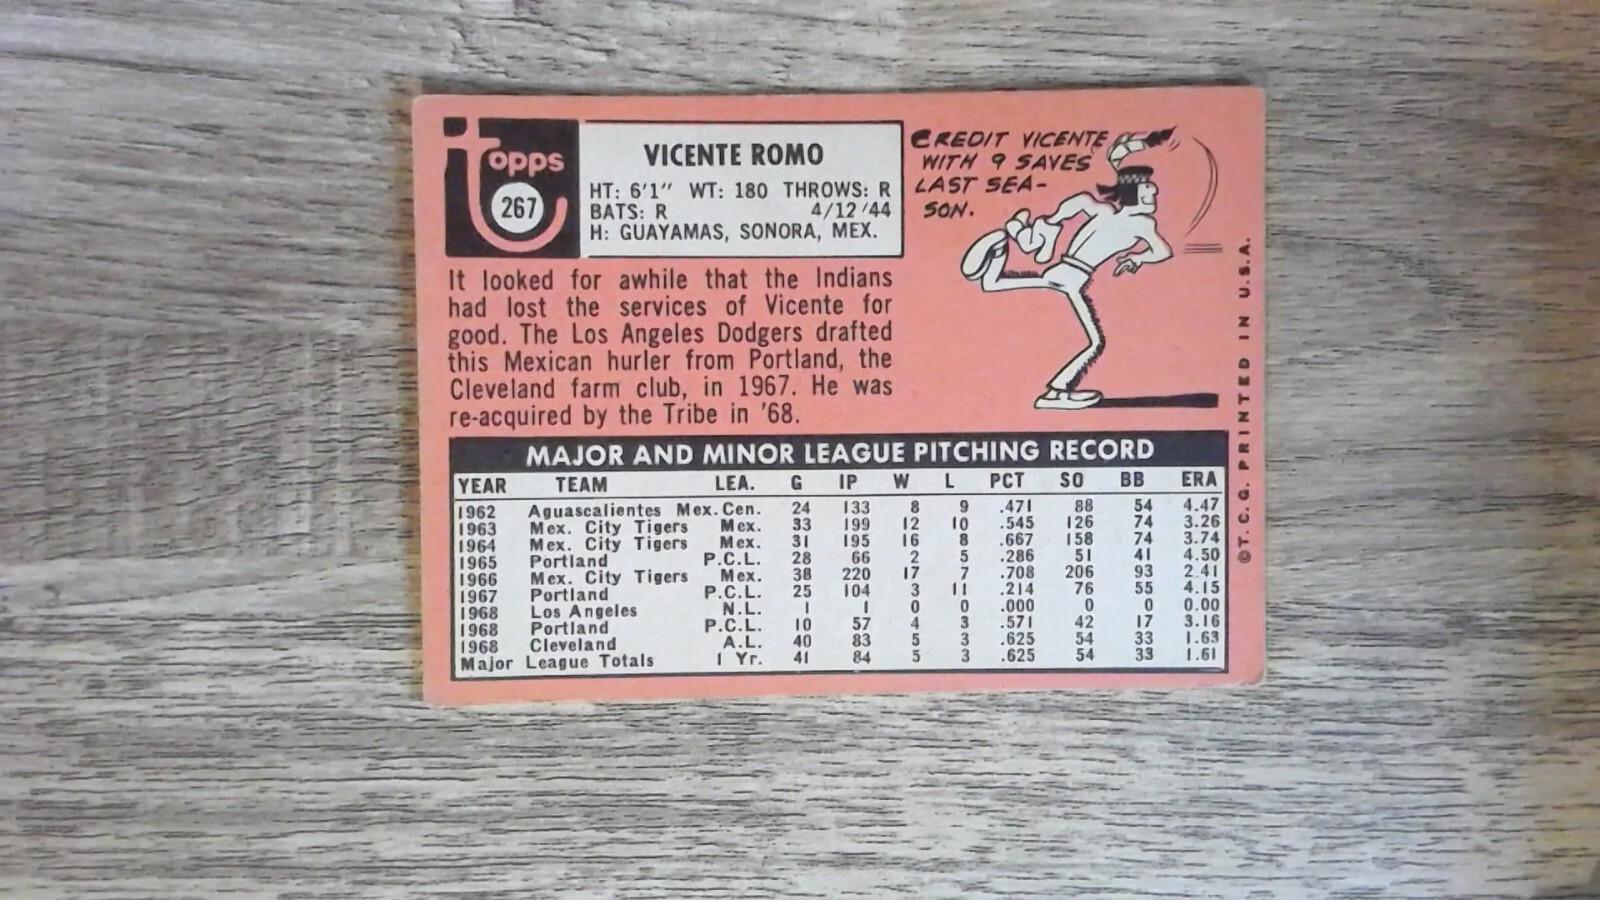 topps
267
VICENTE ROMO
HT: 6'1" WT: 180 THROWS: R
BATS: R 4/12/44
H: GUAYAMAS, SONORA, MEX.
CREDIT VICENTE
WITH 9 SAVES
LAST SEA-
SON.
It looked for awhile that the Indians
had lost the services of Vicente for
good. The Los Angeles Dodgers drafted
this Mexican hurler from Portland, the
Cleveland farm club, in 1967. He was
re-acquired by the Tribe in '68.
MAJOR AND MINOR LEAGUE PITCHING RECORD
YEAR TEAM LEA. G IP W L PCT SO BB ERA
1962 Aguascalientes Mex. Cen. 24 133 8 9 .471 88 54 4.47
1963 Mex. City Tigers Mex. 33 199 12 10 .545 126 74 3.26
1964 Mex. City Tigers Mex. 31 195 16 8 .667 158 74 3.74
1965 Portland P.C.L. 28 66 2 5 .286 51 41 4.50
1966 Mex. City Tigers Mex. 38 220 17 7 .708 206 93 2.41
1967 Portland P.C.L. 25 104 3 11 .214 76 55 4.15
1968 Los Angeles N.L. 1 1 0 0 .000 0 0 0.00
1968 Portland P.C.L. 10 57 4 3 .571 42 17 3.16
1968 Cleveland A.L. 40 83 5 3 .625 54 33 1.63
Major League Totals 1 Yr. 41 84 5 3 .625 54 33 1.61
©T.C.G. PRINTED IN U.S.A.